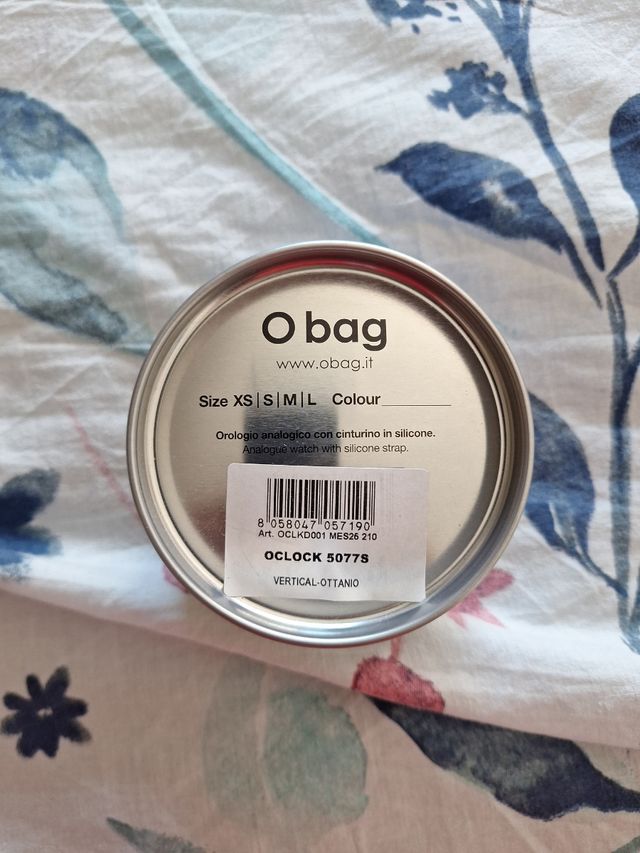 O bag
www.obag.it
Size XS|S|M|L Colour__________
Orologio analogico con cinturino in silicone.
Analogue watch with silicone strap.
8 058047 057190
Art. OCLKD001 MES26 210
OCLOCK 5077S
VERTICAL-OTTANIO